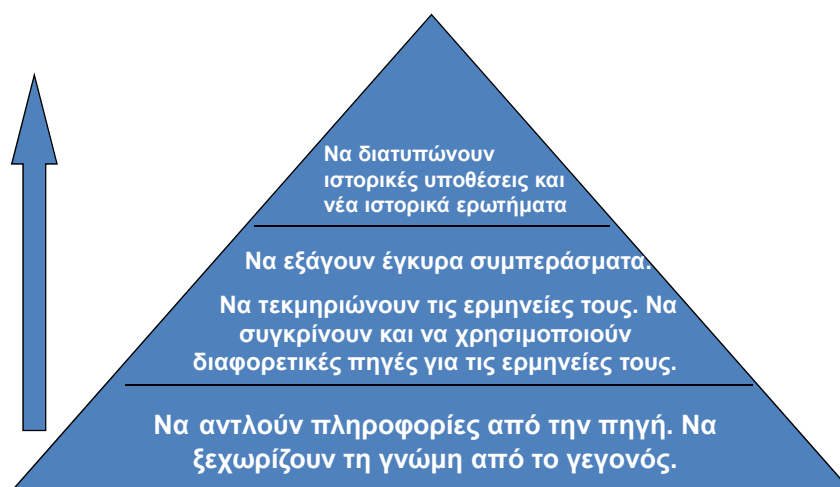 Να διατυπώνουν
ιστορικές υποθέσεις και
νέα ιστορικά ερωτήματα
Να εξάγουν έγκυρα συμπεράσματα.
Να τεκμηριώνουν τις ερμηνείες τους. Να
συγκρίνουν και να χρησιμοποιούν
διαφορετικές πηγές για τις ερμηνείες τους.
Να αντλούν πληροφορίες από την πηγή. Να
ξεχωρίζουν τη γνώμη από το γεγονός.